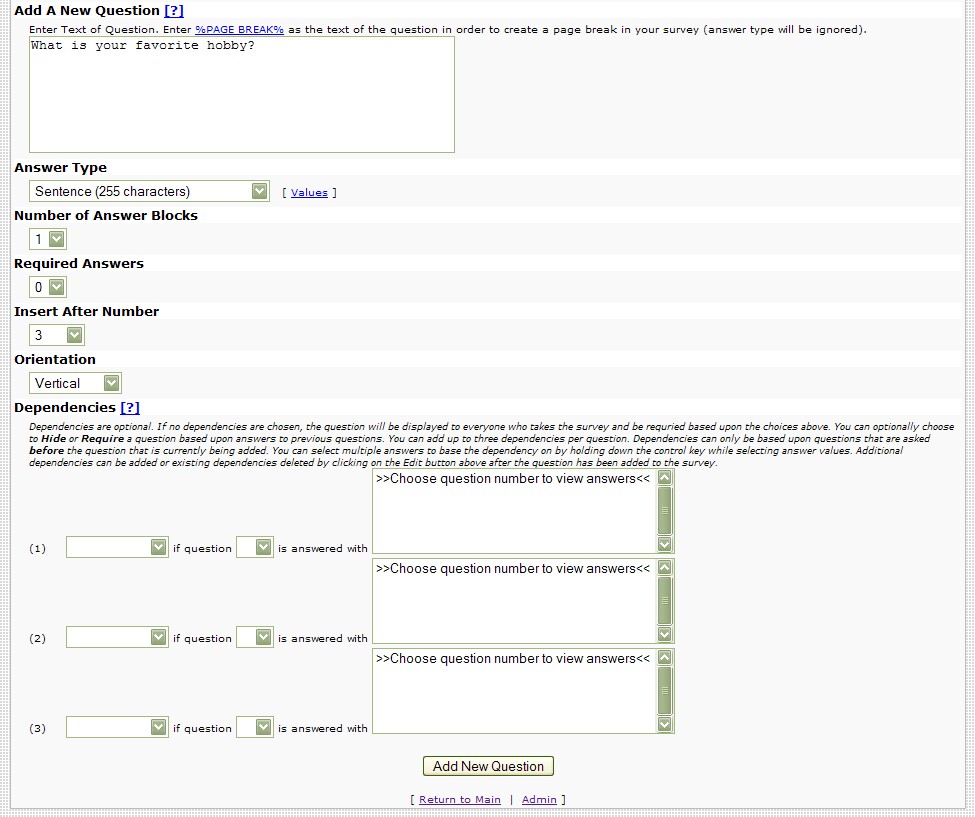 Add A New Question [?]
Enter Text of Question. Enter %PAGE BREAK% as the text of the question in order to create a page break in your survey (answer type will be ignored).
What is your favorite hobby?
Answer Type
Sentence (255 characters) [ Values ]
Number of Answer Blocks
1
Required Answers
0
Insert After Number
3
Orientation
Vertical
Dependencies [?]
Dependencies are optional. If no dependencies are chosen, the question will be displayed to everyone who takes the survey and be requried based upon the choices above. You can optionally choose
to Hide or Require a question based upon answers to previous questions. You can add up to three dependencies per question. Dependencies can only be based upon questions that are asked
before the question that is currently being added. You can select multiple answers to base the dependency on by holding down the control key while selecting answer values. Additional
dependencies can be added or existing dependencies deleted by clicking on the Edit button above after the question has been added to the survey.
>>Choose question number to view answers<<
(1) if question is answered with
>>Choose question number to view answers<<
(2) if question is answered with
>>Choose question number to view answers<<
(3) if question is answered with
Add New Question
[ Return to Main | Admin ]